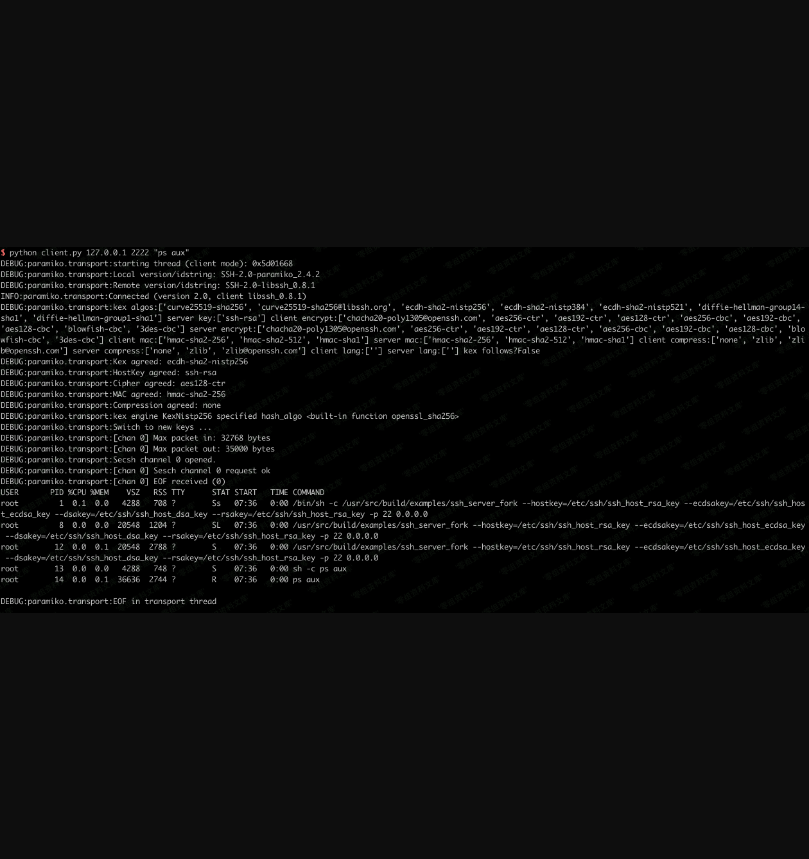 $ python client.py 127.0.0.1 2222 "ps aux"
DEBUG:paramiko.transport:starting thread (client mode): 0x5d01668
DEBUG:paramiko.transport:Local version/idstring: SSH-2.0-paramiko_2.4.2
DEBUG:paramiko.transport:Remote version/idstring: SSH-2.0-libssh_0.8.1
INFO:paramiko.transport:Connected (version 2.0, client libssh_0.8.1)
DEBUG:paramiko.transport:kex algos:['curve25519-sha256', 'curve25519-sha256@libssh.org', 'ecdh-sha2-nistp256', 'ecdh-sha2-nistp384', 'ecdh-sha2-nistp521', 'diffie-hellman-group14-
sha1', 'diffie-hellman-group1-sha1'] server key:['ssh-rsa'] client encrypt:['chacha20-poly1305@openssh.com', 'aes256-ctr', 'aes192-ctr', 'aes128-ctr', 'aes256-cbc', 'aes192-cbc',
'aes128-cbc', 'blowfish-cbc', '3des-cbc'] server encrypt:['chacha20-poly1305@openssh.com', 'aes256-ctr', 'aes192-ctr', 'aes128-ctr', 'aes256-cbc', 'aes192-cbc', 'aes128-cbc', 'blo
wfish-cbc', '3des-cbc'] client mac:['hmac-sha2-256', 'hmac-sha2-512', 'hmac-sha1'] server mac:['hmac-sha2-256', 'hmac-sha2-512', 'hmac-sha1'] client compress:['none', 'zlib', 'zli
b@openssh.com'] server compress:['none', 'zlib', 'zlib@openssh.com'] client lang:[''] server lang:[''] kex follows?False
DEBUG:paramiko.transport:Kex agreed: ecdh-sha2-nistp256
DEBUG:paramiko.transport:HostKey agreed: ssh-rsa
DEBUG:paramiko.transport:Cipher agreed: aes128-ctr
DEBUG:paramiko.transport:MAC agreed: hmac-sha2-256
DEBUG:paramiko.transport:Compression agreed: none
DEBUG:paramiko.transport:kex engine KexNistp256 specified hash_algo <built-in function openssl_sha256>
DEBUG:paramiko.transport:Switch to new keys ...
DEBUG:paramiko.transport:[chan 0] Max packet in: 32768 bytes
DEBUG:paramiko.transport:[chan 0] Max packet out: 35000 bytes
DEBUG:paramiko.transport:Secsh channel 0 opened.
DEBUG:paramiko.transport:[chan 0] Sesch channel 0 request ok
DEBUG:paramiko.transport:[chan 0] EOF received (0)
USER PID %CPU %MEM VSZ RSS TTY STAT START TIME COMMAND
root 1 0.1 0.0 4288 708 ? Ss 07:36 0:00 /bin/sh -c /usr/src/build/examples/ssh_server_fork --hostkey=/etc/ssh/ssh_host_rsa_key --ecdsakey=/etc/ssh/ssh_hos
t_ecdsa_key --dsakey=/etc/ssh/ssh_host_dsa_key --rsakey=/etc/ssh/ssh_host_rsa_key -p 22 0.0.0.0
root 8 0.0 0.0 20548 1204 ? SL 07:36 0:00 /usr/src/build/examples/ssh_server_fork --hostkey=/etc/ssh/ssh_host_rsa_key --ecdsakey=/etc/ssh/ssh_host_ecdsa_key
--dsakey=/etc/ssh/ssh_host_dsa_key --rsakey=/etc/ssh/ssh_host_rsa_key -p 22 0.0.0.0
root 12 0.0 0.1 20548 2788 ? S 07:36 0:00 /usr/src/build/examples/ssh_server_fork --hostkey=/etc/ssh/ssh_host_rsa_key --ecdsakey=/etc/ssh/ssh_host_ecdsa_key
--dsakey=/etc/ssh/ssh_host_dsa_key --rsakey=/etc/ssh/ssh_host_rsa_key -p 22 0.0.0.0
root 13 0.0 0.0 4288 748 ? S 07:36 0:00 sh -c ps aux
root 14 0.0 0.1 36636 2744 ? R 07:36 0:00 ps aux
DEBUG:paramiko.transport:EOF in transport thread